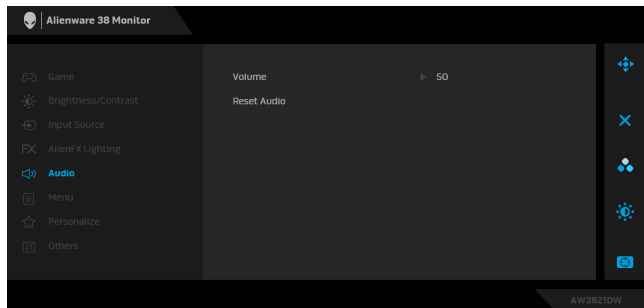 Alienware 38 Monitor
Game
Brightness/Contrast
Input Source
FX AlienFX Lighting
Audio
Menu
Personalize
Others
Volume 50
Reset Audio
AW3821DW